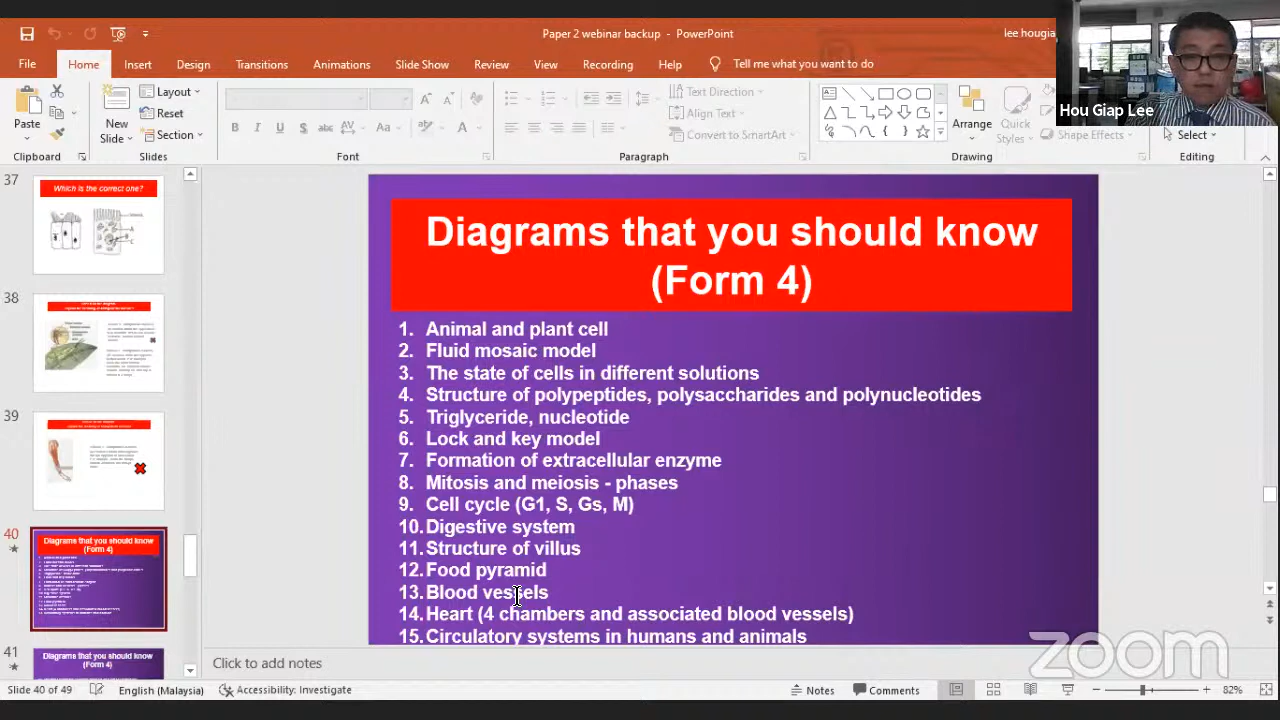 Paper 2 webinar backup - PowerPoint
lee hougia
File Home Insert Design Transitions Animations Slide Show Review View Recording Help Tell me what you want to do
Paste
Clipboard
New Slide
Layout
Reset
Section
Slides
Font
Text Direction
Align Text
Convert to SmartArt
Paragraph
Arrange
Quick Styles
Shape Effects
Drawing
Select
Editing
Hou Giap Lee
37
Which is the correct one?
38
39
40
Diagrams that you should know
(Form 4)
41
Diagrams that you should know
(Form 4)
Diagrams that you should know
(Form 4)
1. Animal and plant cell
2. Fluid mosaic model
3. The state of cells in different solutions
4. Structure of polypeptides, polysaccharides and polynucleotides
5. Triglyceride, nucleotide
6. Lock and key model
7. Formation of extracellular enzyme
8. Mitosis and meiosis - phases
9. Cell cycle (G1, S, Gs, M)
10. Digestive system
11. Structure of villus
12. Food pyramid
13. Blood vessels
14. Heart (4 chambers and associated blood vessels)
15. Circulatory systems in humans and animals
zoom
Click to add notes
Slide 40 of 49 English (Malaysia) Accessibility: Investigate Notes Comments 82%